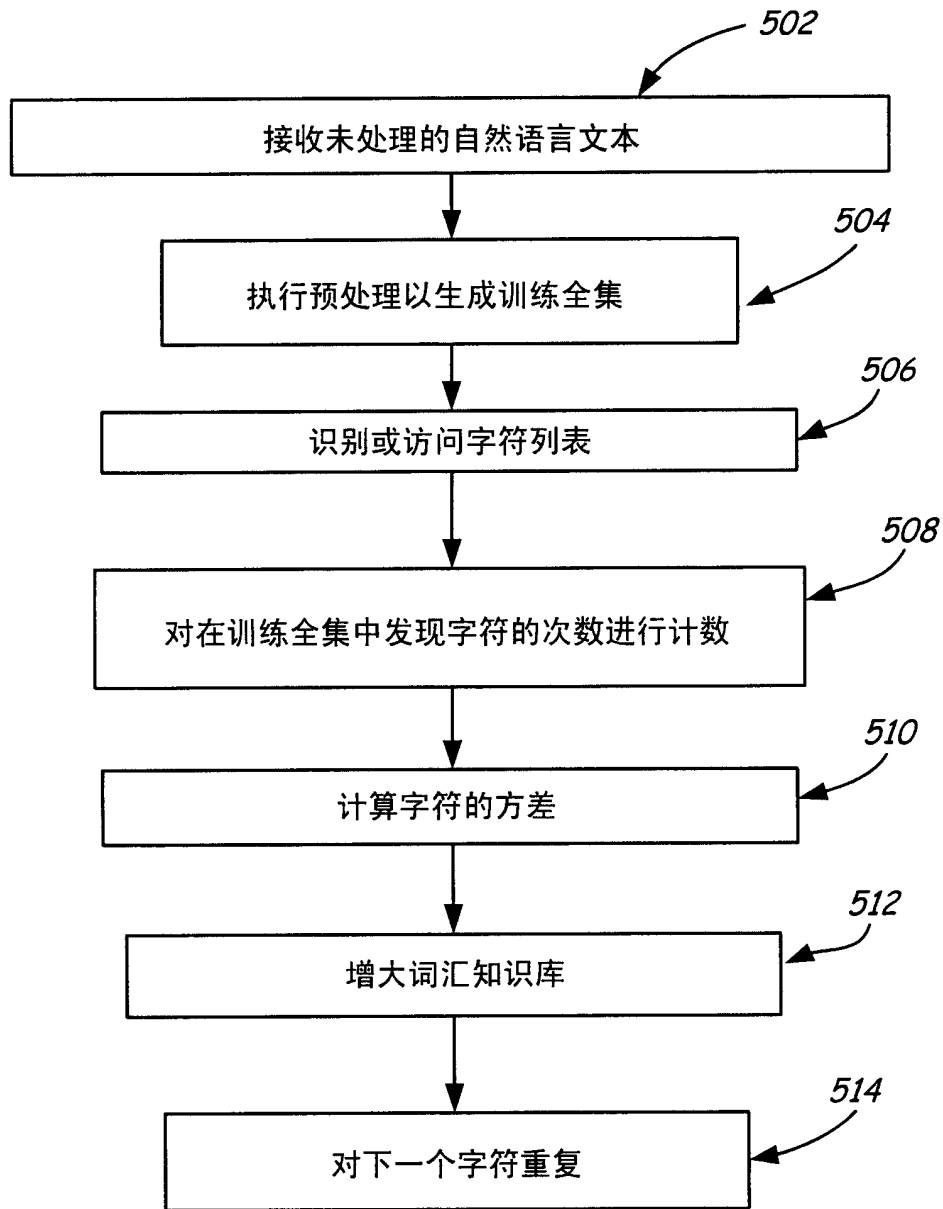 502
接收未处理的自然语言文本
504
执行预处理以生成训练全集
506
识别或访问字符列表
508
对在训练全集中发现字符的次数进行计数
510
计算字符的方差
512
增大词汇知识库
514
对下一个字符重复